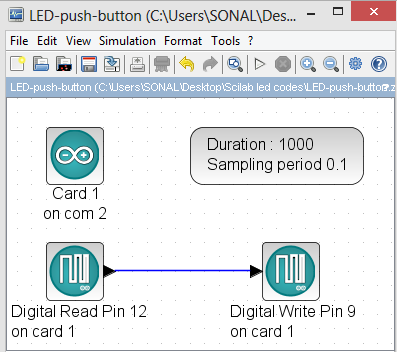 LED-push-button (C:\Users\SONAL\Des...
File Edit View Simulation Format Tools ?
LED-push-button (C:\Users\SONAL\Desktop\Scilab led codes\LED-push-button.z
Duration : 1000
Sampling period 0.1
Card 1
on com 2
Digital Read Pin 12
on card 1
Digital Write Pin 9
on card 1